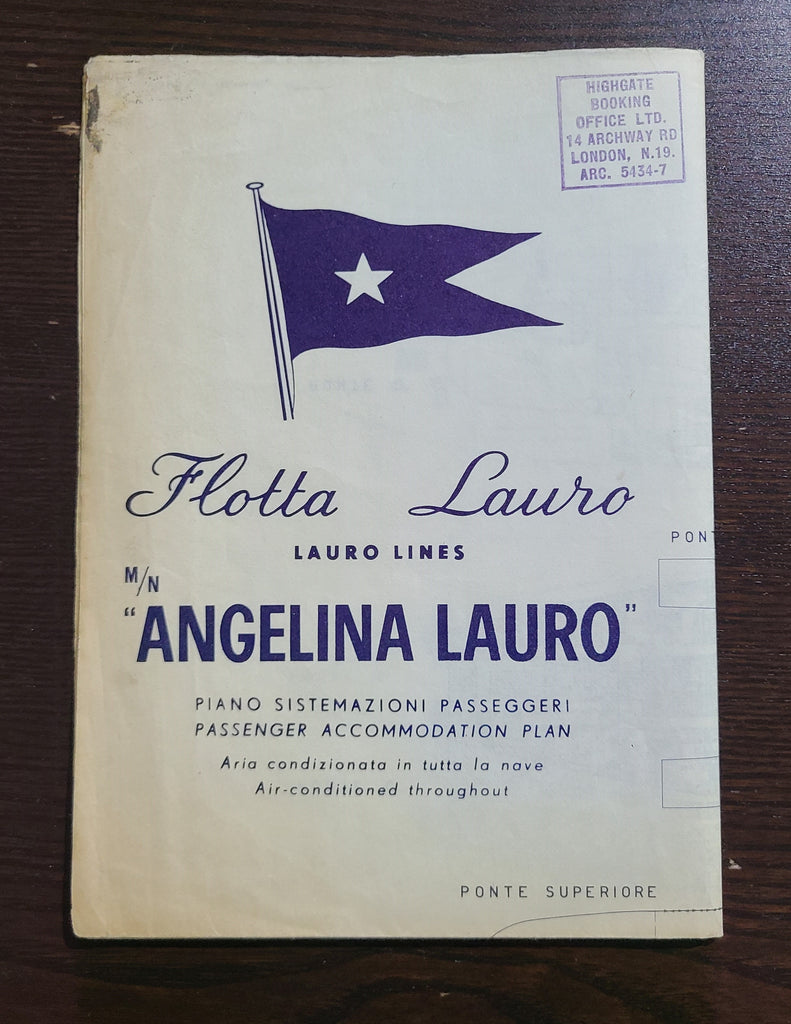 HIGHGATE
BOOKING
OFFICE LTD.
14 ARCHWAY RD
LONDON, N.19.
ARC. 5434-7
Flotta Lauro
LAURO LINES
PON
M/N
"ANGELINA LAURO"
PIANO SISTEMAZIONI PASSEGGERI
PASSENGER ACCOMMODATION PLAN
Aria condizionata in tutta la nave
Air-conditioned throughout
PONTE SUPERIORE